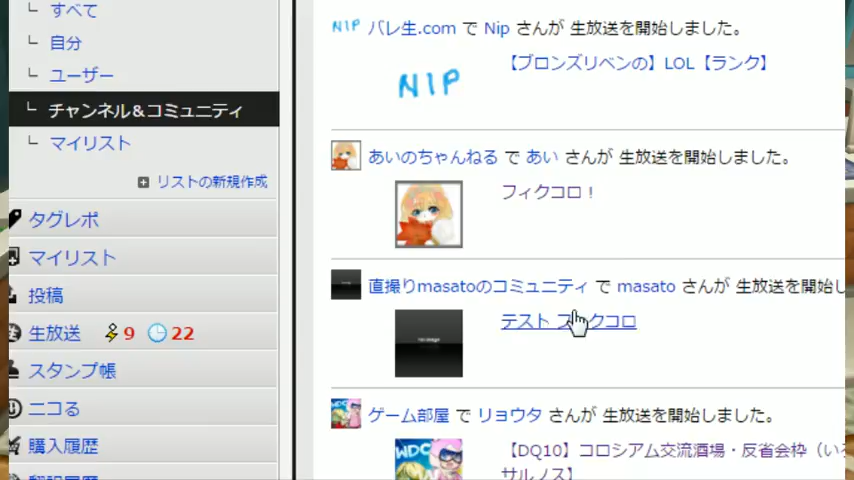 すべて
自分
ユーザー
チャンネル&コミュニティ
マイリスト
リストの新規作成
タグレポ
マイリスト
投稿
生放送 9 22
スタンプ帳
ニコる
購入履歴
NIP バレ生.com で Nip さんが 生放送を開始しました。
NIP
【ブロンズリベンの】LOL【ランク】
あいのちゃんねる で あい さんが 生放送を開始しました。
フィクコロ！
直撮りmasatoのコミュニティ で masato さんが 生放送を開始し
テスト フィクコロ
ゲーム部屋 で リョウタ さんが 生放送を開始しました。
WDC
【DQ10】コロシアム交流酒場・反省会枠（い
サルノス】